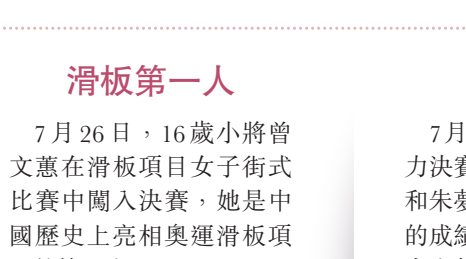 滑板第一人
7月26日，16歲小將曾
文蕙在滑板項目女子街式
比賽中闖入決賽，她是中
國歷史上亮相奧運滑板項
7月
力決賽
和朱夢
的成績